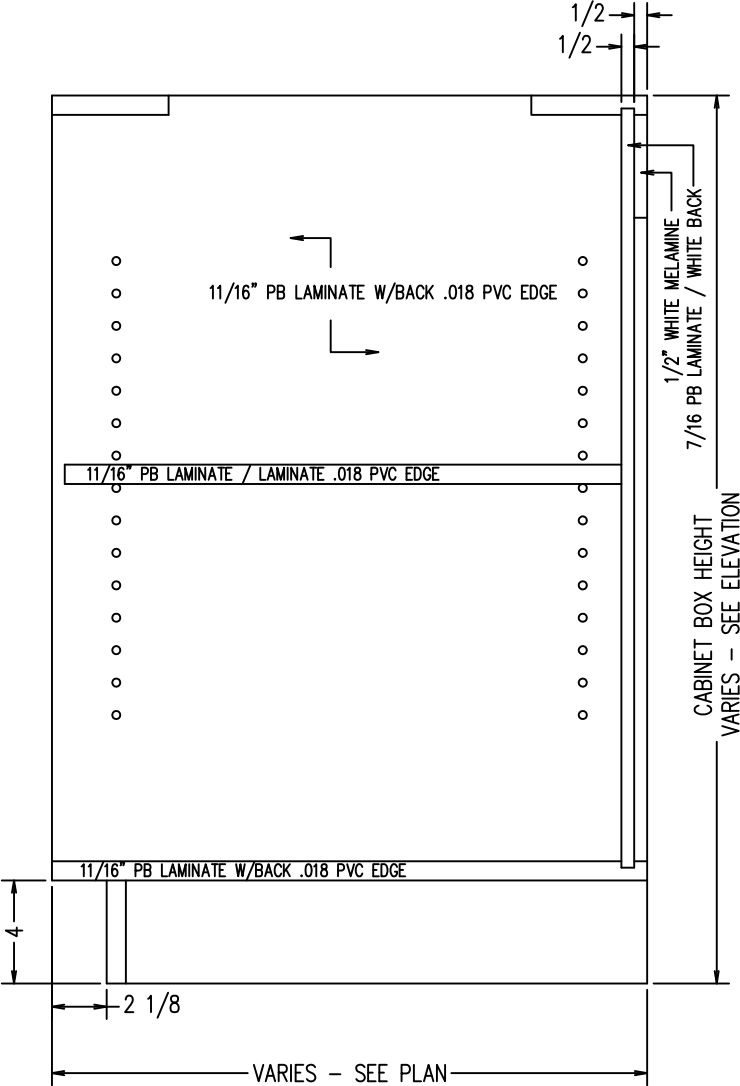 1/2
1/2
11/16" PB LAMINATE W/BACK .018 PVC EDGE
1/2" WHITE MELAMINE
7/16 PB LAMINATE / WHITE BACK
11/16" PB LAMINATE / LAMINATE .018 PVC EDGE
CABINET BOX HEIGHT
VARIES - SEE ELEVATION
11/16" PB LAMINATE W/BACK .018 PVC EDGE
4
2 1/8
VARIES - SEE PLAN